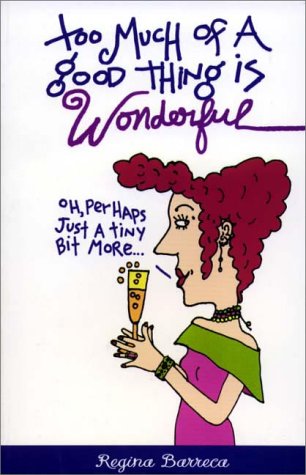 too Much of A
good THing is
Wonderful
OH, PerHAPS
Just A tiny
Bit More...
Regina Barreca